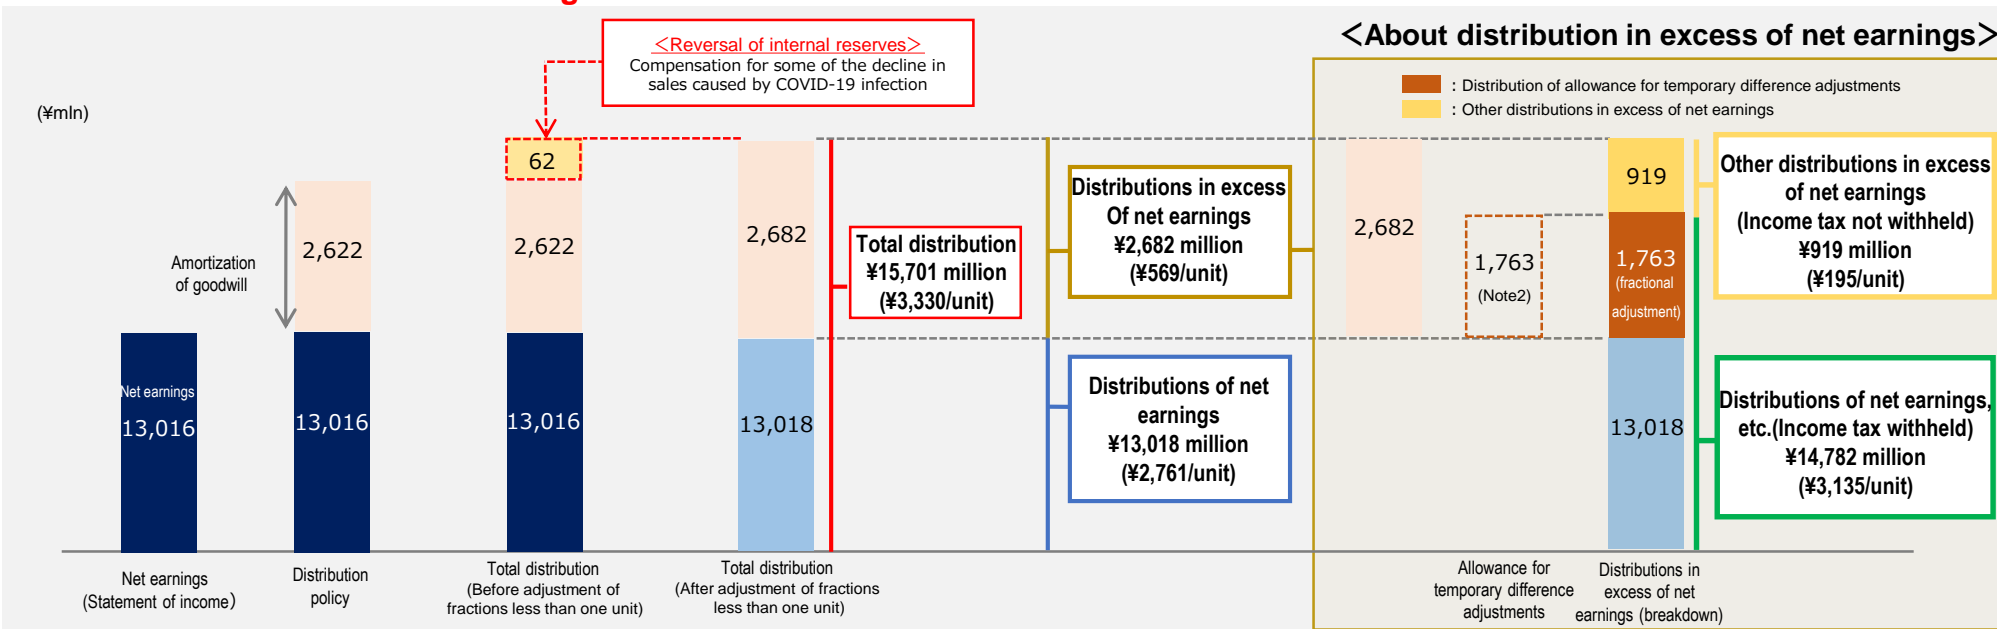 <Reversal of internal reserves>
Compensation for some of the decline in
sales caused by COVID-19 infection
<About distribution in excess of net earnings>
: Distribution of allowance for temporary difference adjustments
: Other distributions in excess of net earnings
(¥mln)
Amortization
of goodwill
Net earnings
13,016
2,622
13,016
62
2,622
13,016
2,682
13,018
Total distribution
¥15,701 million
(¥3,330/unit)
Distributions in excess
Of net earnings
¥2,682 million
(¥569/unit)
Distributions of net
earnings
¥13,018 million
(¥2,761/unit)
2,682
1,763
(Note2)
919
1,763
(fractional
adjustment)
13,018
Other distributions in excess
of net earnings
(Income tax not withheld)
¥919 million
(¥195/unit)
Distributions of net earnings,
etc.(Income tax withheld)
¥14,782 million
(¥3,135/unit)
Net earnings
(Statement of income)
Distribution
policy
Total distribution
(Before adjustment of
fractions less than one unit)
Total distribution
(After adjustment of fractions
less than one unit)
Allowance for
temporary difference
adjustments
Distributions in
excess of net
earnings (breakdown)